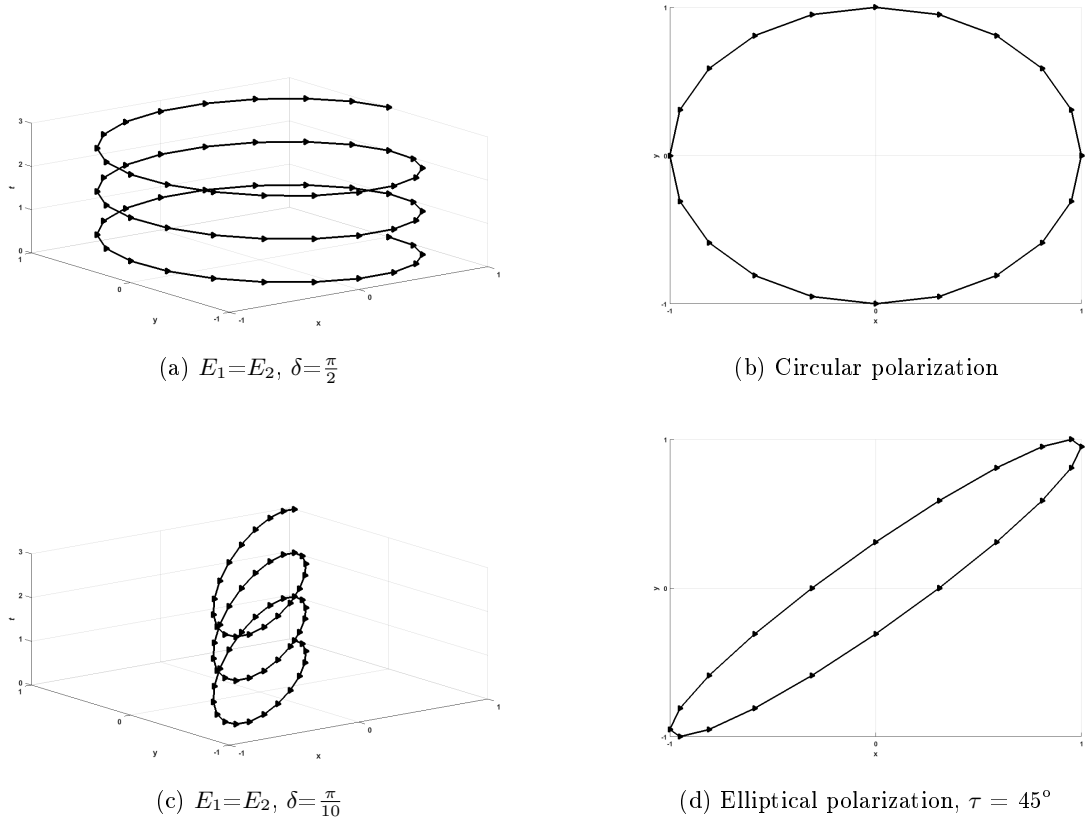 3
2
1
0
t
1
0
-1
y
-1
0
1
x
(a) E₁=E₂, δ=π/2
1
0
-1
y
-1
0
1
x
(b) Circular polarization
3
2
1
0
t
1
0
-1
y
-1
0
1
x
(c) E₁=E₂, δ=π/10
1
0
-1
y
-1
0
1
x
(d) Elliptical polarization, τ = 45º